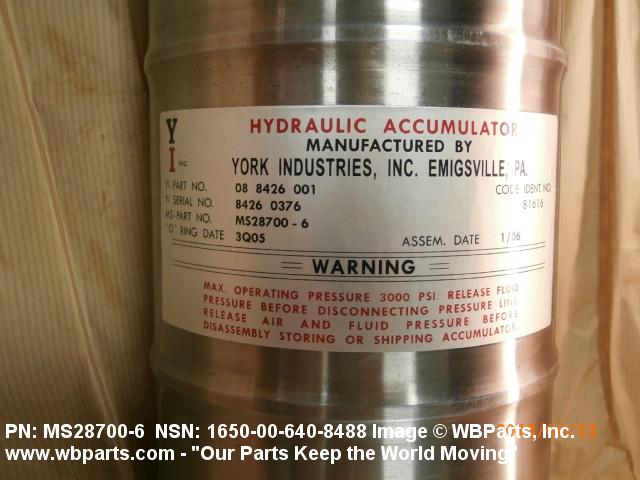 Y
I INC.
HYDRAULIC ACCUMULATOR
MANUFACTURED BY
YORK INDUSTRIES, INC. EMIGSVILLE, PA.
Y.I. PART NO. 08 8426 001 CODE IDENT NO.
Y.I. SERIAL NO. 8426 0376 81616
MS-PART NO. MS28700-6
"O" RING DATE 3Q05 ASSEM. DATE 1/06
WARNING
MAX. OPERATING PRESSURE 3000 PSI. RELEASE FLUID
PRESSURE BEFORE DISCONNECTING PRESSURE LINE.
RELEASE AIR AND FLUID PRESSURE BEFORE
DISASSEMBLY STORING OR SHIPPING ACCUMULATOR.
PN: MS28700-6 NSN: 1650-00-640-8488 Image © WBParts, Inc.
www.wbparts.com - "Our Parts Keep the World Moving"